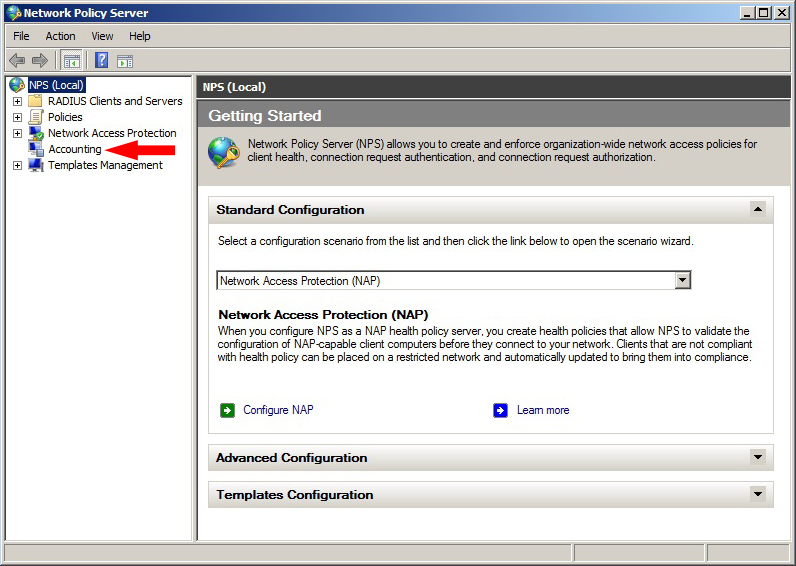 Network Policy Server
File Action View Help
NPS (Local)
RADIUS Clients and Servers
Policies
Network Access Protection
Accounting
Templates Management
NPS (Local)
Getting Started
Network Policy Server (NPS) allows you to create and enforce organization-wide network access policies for
client health, connection request authentication, and connection request authorization.
Standard Configuration
Select a configuration scenario from the list and then click the link below to open the scenario wizard.
Network Access Protection (NAP)
Network Access Protection (NAP)
When you configure NPS as a NAP health policy server, you create health policies that allow NPS to validate the
configuration of NAP-capable client computers before they connect to your network. Clients that are not compliant
with health policy can be placed on a restricted network and automatically updated to bring them into compliance.
Configure NAP Learn more
Advanced Configuration
Templates Configuration